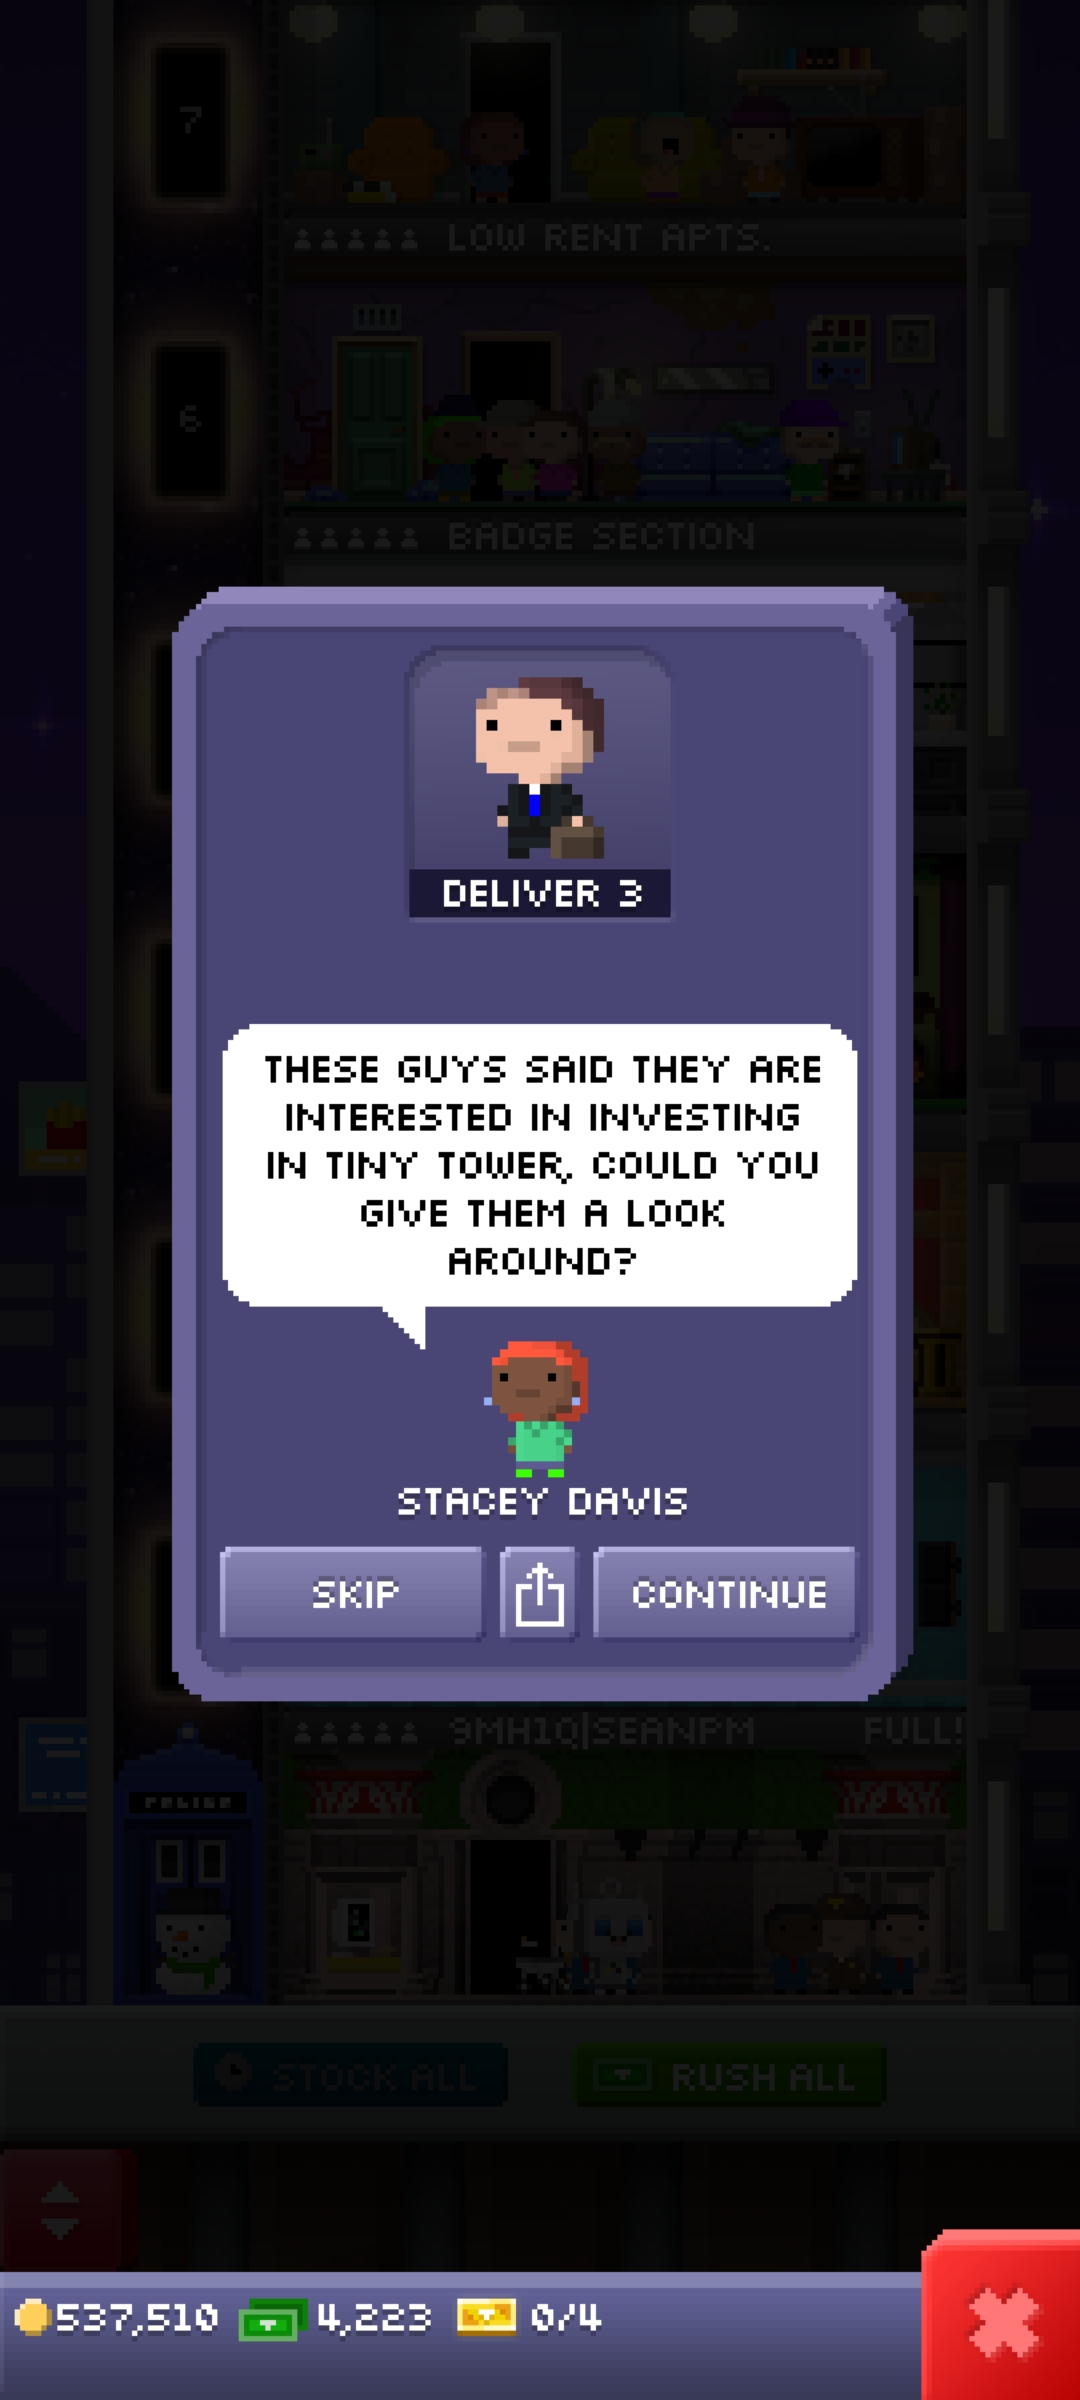 7
LOW RENT APTS.
6
BADGE SECTION
DELIVER 3
THESE GUYS SAID THEY ARE
INTERESTED IN INVESTING
IN TINY TOWER, COULD YOU
GIVE THEM A LOOK
AROUND?
STACEY DAVIS
SKIP
CONTINUE
9MH1Q|SEANPM FULL!
POLICE
STOCK ALL
RUSH ALL
537,510 4,223 0/4